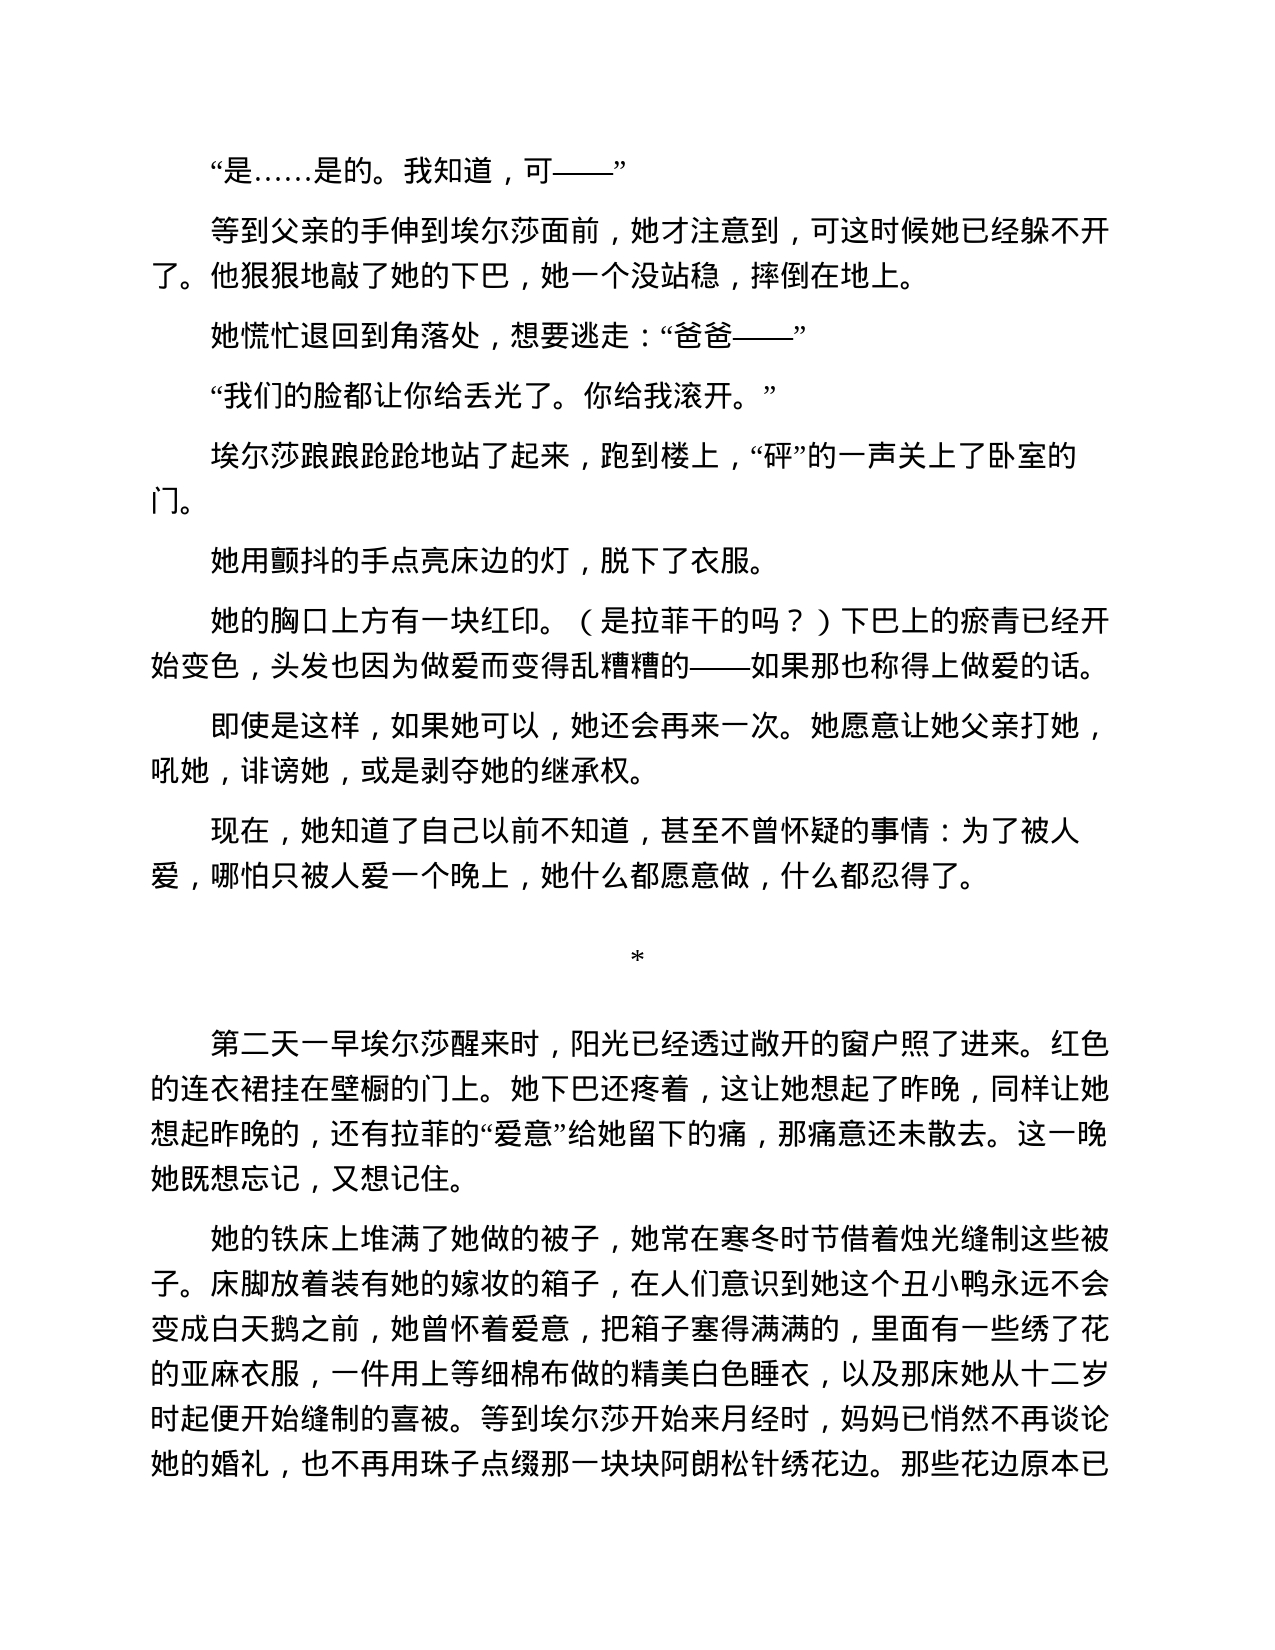 “是……是的。我知道，可——”
等到父亲的手伸到埃尔莎面前，她才注意到，可这时候她已经躲不开
了。他狠狠地敲了她的下巴，她一个没站稳，摔倒在地上。
她慌忙退回到角落处，想要逃走：“爸爸——”
“我们的脸都让你给丢光了。你给我滚开。”
埃尔莎踉踉跄跄地站了起来，跑到楼上，“砰”的一声关上了卧室的
门。
她用颤抖的手点亮床边的灯，脱下了衣服。
她的胸口上方有一块红印。（是拉菲干的吗？）下巴上的瘀青已经开
始变色，头发也因为做爱而变得乱糟糟的——如果那也称得上做爱的话。
即使是这样，如果她可以，她还会再来一次。她愿意让她父亲打她，
吼她，诽谤她，或是剥夺她的继承权。
现在，她知道了自己以前不知道，甚至不曾怀疑的事情：为了被人
爱，哪怕只被人爱一个晚上，她什么都愿意做，什么都忍得了。
*
第二天一早埃尔莎醒来时，阳光已经透过敞开的窗户照了进来。红色
的连衣裙挂在壁橱的门上。她下巴还疼着，这让她想起了昨晚，同样让她
想起昨晚的，还有拉菲的“爱意”给她留下的痛，那痛意还未散去。这一晚
她既想忘记，又想记住。
她的铁床上堆满了她做的被子，她常在寒冬时节借着烛光缝制这些被
子。床脚放着装有她的嫁妆的箱子，在人们意识到她这个丑小鸭永远不会
变成白天鹅之前，她曾怀着爱意，把箱子塞得满满的，里面有一些绣了花
的亚麻衣服，一件用上等细棉布做的精美白色睡衣，以及那床她从十二岁
时起便开始缝制的喜被。等到埃尔莎开始来月经时，妈妈已悄然不再谈论
她的婚礼，也不再用珠子点缀那一块块阿朗松针绣花边。那些花边原本已